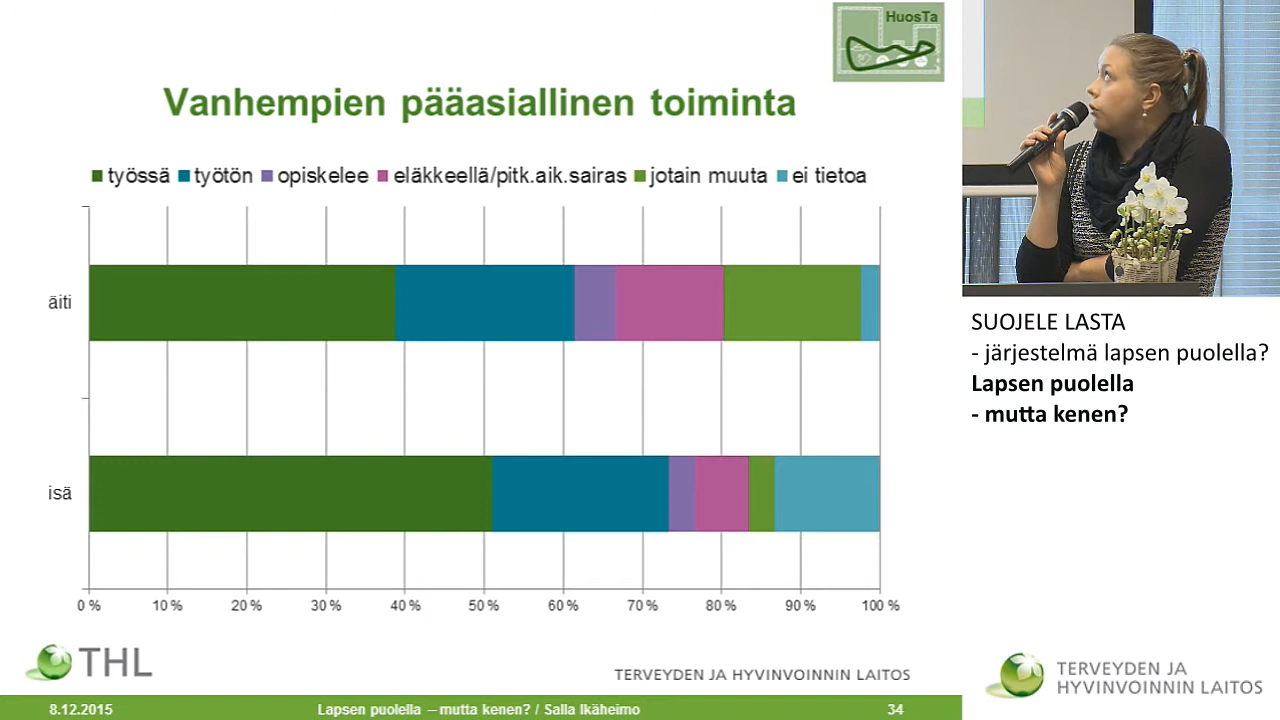 HuosTa
Vanhempien pääasiallinen toiminta
työssä työtön opiskelee eläkkeellä/pitk.aik.sairas jotain muuta ei tietoa
äiti
isä
0 % 10 % 20 % 30 % 40 % 50 % 60 % 70 % 80 % 90 % 100 %
THL
TERVEYDEN JA HYVINVOINNIN LAITOS
8.12.2015 Lapsen puolella – mutta kenen? / Salla Ikäheimo 34
SUOJELE LASTA
- järjestelmä lapsen puolella?
Lapsen puolella
- mutta kenen?
TERVEYDEN JA
HYVINVOINNIN LAITOS